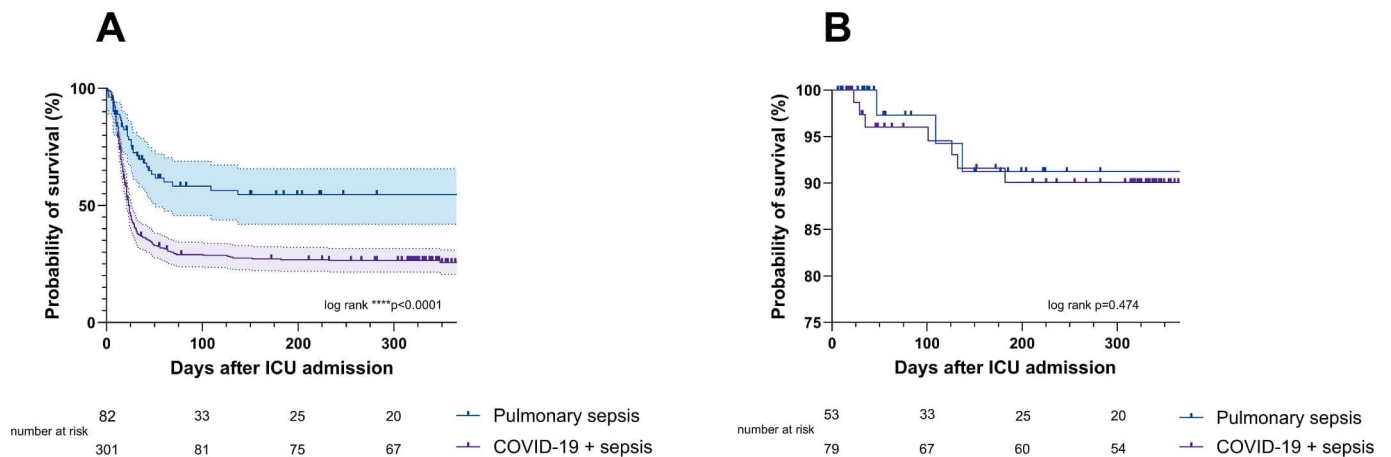 A
Probability of survival (%)
100
50
0
log rank ****p<0.0001
0 100 200 300
Days after ICU admission
number at risk
82 33 25 20
301 81 75 67
Pulmonary sepsis
COVID-19 + sepsis
B
Probability of survival (%)
100
95
90
85
80
75
log rank p=0.474
0 100 200 300
Days after ICU admission
number at risk
53 33 25 20
79 67 60 54
Pulmonary sepsis
COVID-19 + sepsis